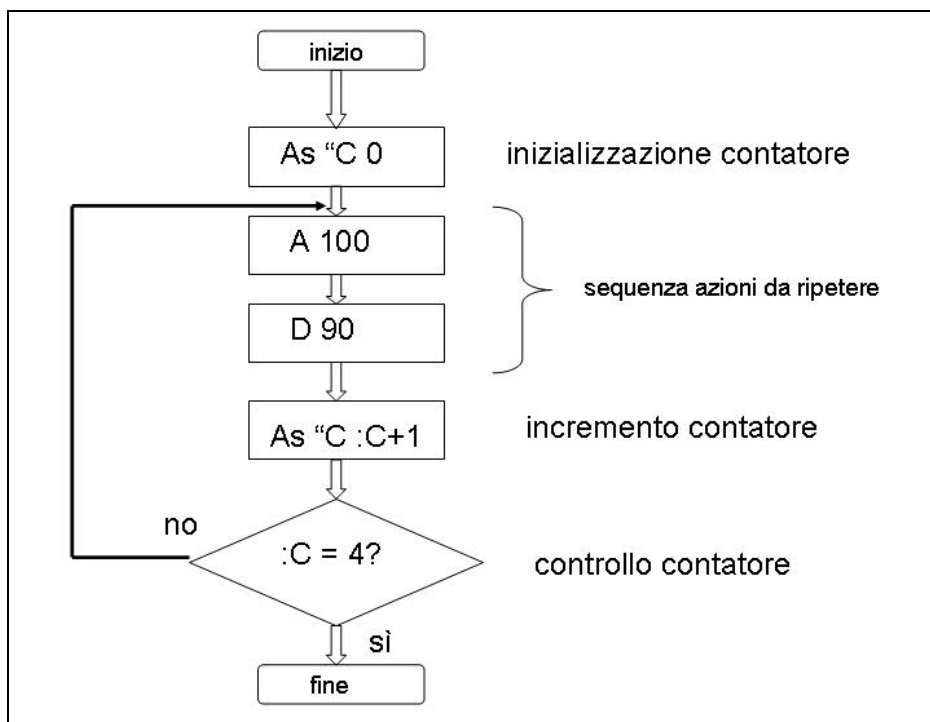 inizio
As “C 0
inizializzazione contatore
A 100
sequenza azioni da ripetere
D 90
As “C :C+1
incremento contatore
no
:C = 4?
controllo contatore
sì
fine